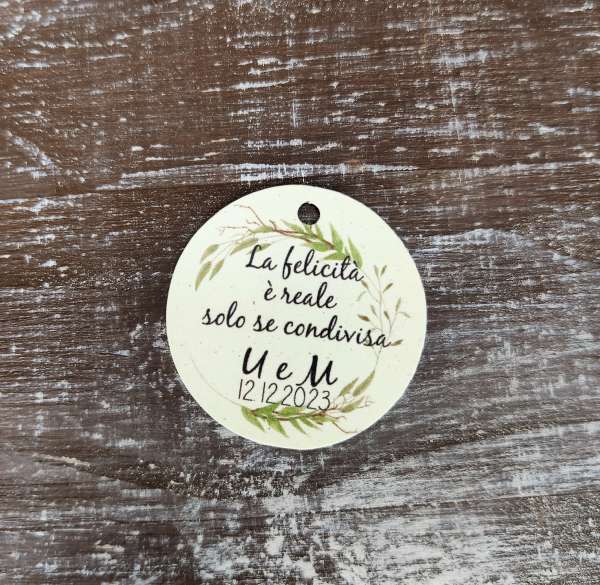 La felicità
è reale
solo se condivisa
U e M
12.12.2023